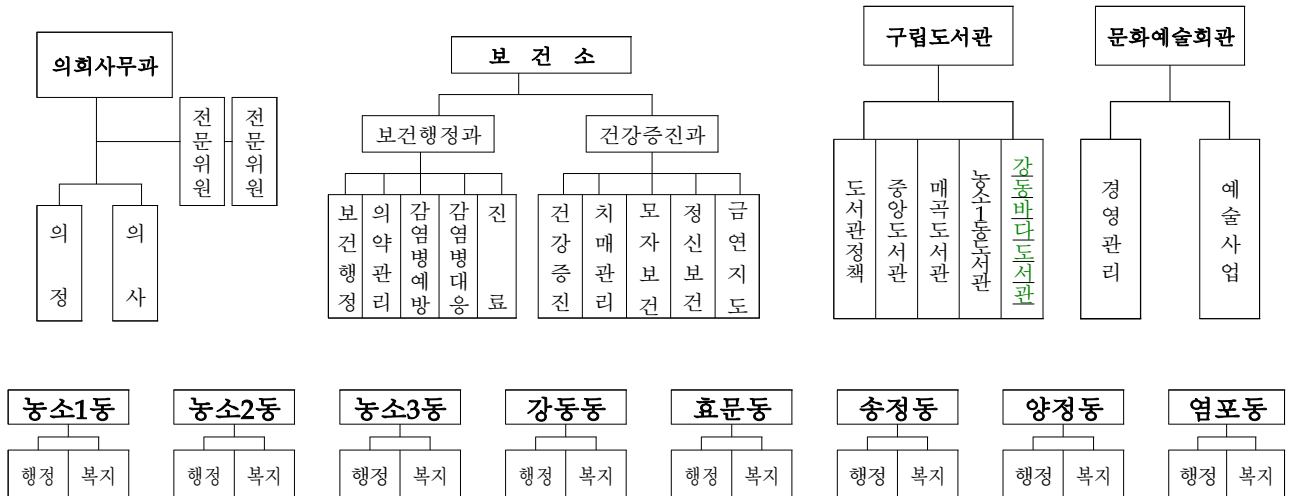 의회사무과
전문위원
전문위원
의정
의사
보 건 소
보건행정과
건강증진과
보건행정
의약관리
감염병예방
감염병대응
진료
건강증진
치매관리
모자보건
정신보건
금연지도
구립도서관
도서관정책
중앙도서관
매곡도서관
농소1동도서관
강동바다도서관
문화예술회관
경영관리
예술사업
농소1동
행정 복지
농소2동
행정 복지
농소3동
행정 복지
강동동
행정 복지
효문동
행정 복지
송정동
행정 복지
양정동
행정 복지
염포동
행정 복지